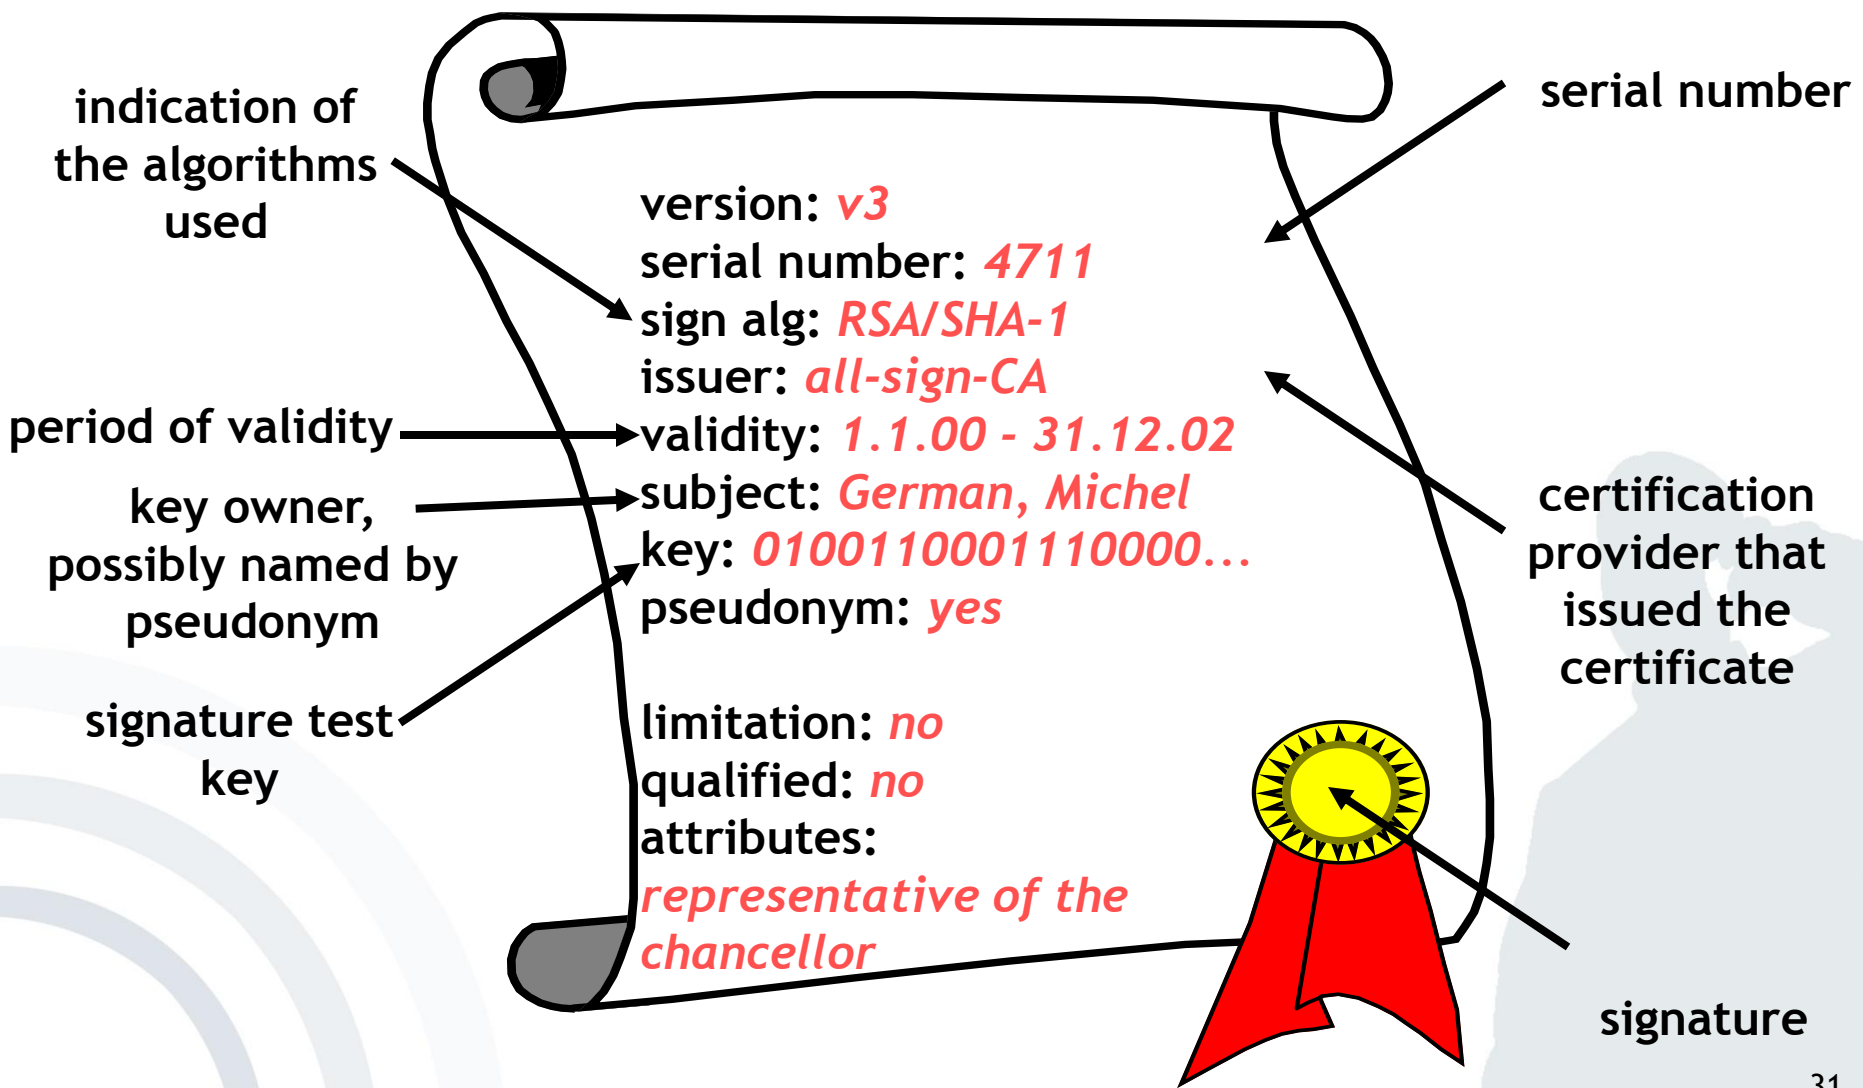 indication of
the algorithms
used
period of validity
key owner,
possibly named by
pseudonym
signature test
key
version: v3
serial number: 4711
sign alg: RSA/SHA-1
issuer: all-sign-CA
validity: 1.1.00 - 31.12.02
subject: German, Michel
key: 0100110001110000...
pseudonym: yes
limitation: no
qualified: no
attributes:
representative of the
chancellor
serial number
certification
provider that
issued the
certificate
signature
31